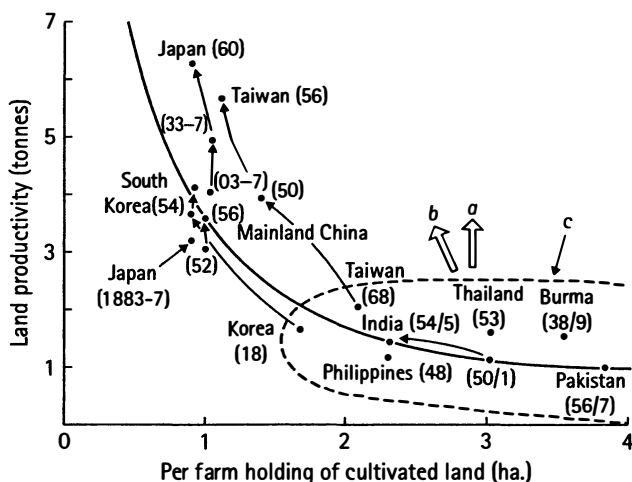 7
Japan (60)
Taiwan (56)
(33–7)
5
South
Korea(54)
(03–7)
(50)
(56)
Mainland China
b
a
c
3
Japan
(1883–7)
(52)
Taiwan
(68)
Thailand
(53)
Burma
(38/9)
Korea
(18)
India (54/5)
1
Philippines (48)
(50/1)
Pakistan
(56/7)
0
1
2
3
4
Land productivity (tonnes)
Per farm holding of cultivated land (ha.)